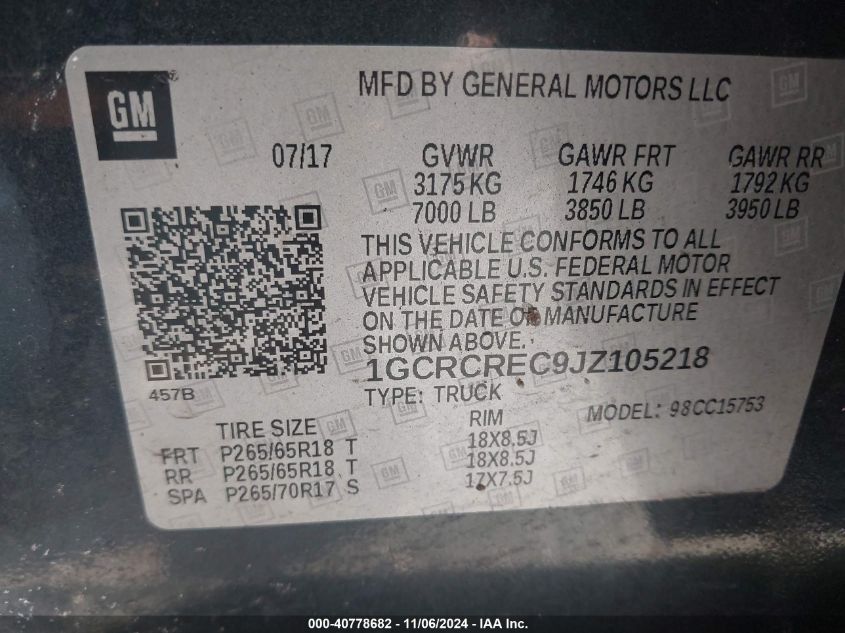 GM
MFD BY GENERAL MOTORS LLC
07/17
GVWR GAWR FRT GAWR RR
3175 KG 1746 KG 1792 KG
7000 LB 3850 LB 3950 LB
THIS VEHICLE CONFORMS TO ALL
APPLICABLE U.S. FEDERAL MOTOR
VEHICLE SAFETY STANDARDS IN EFFECT
ON THE DATE OF MANUFACTURE
SHOWN ABOVE.
1GCRCREC9JZ105218
457B
TYPE: TRUCK
MODEL: 98CC15753
TIRE SIZE RIM
FRT P265/65R18 T 18X8.5J
RR P265/65R18 T 18X8.5J
SPA P265/70R17 S 17X7.5J
000-40778682 - 11/06/2024 - IAA Inc.